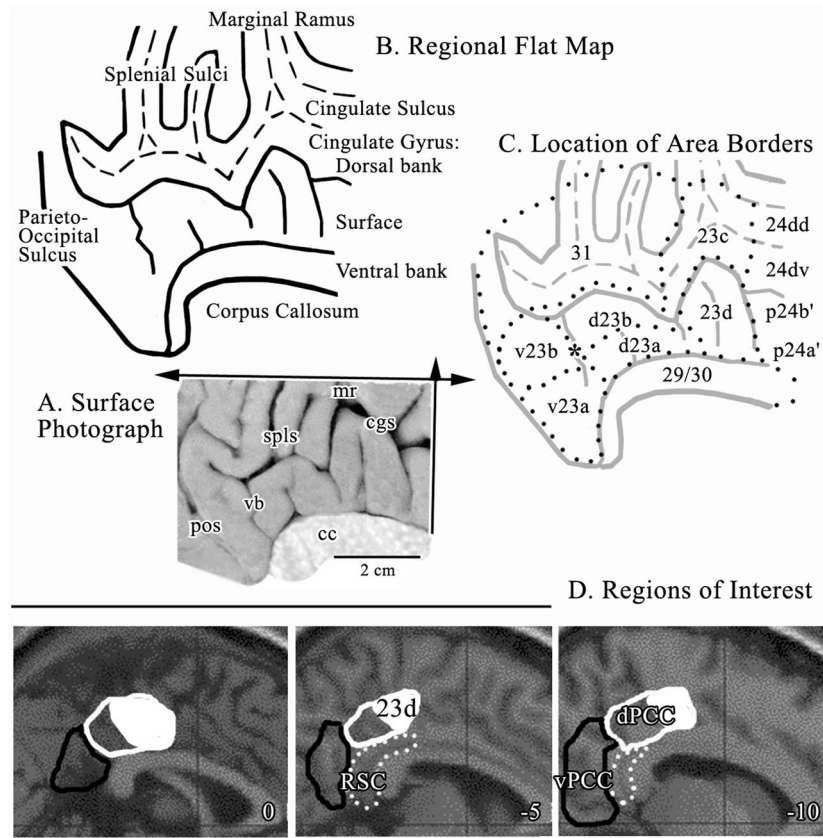 Marginal Ramus
B. Regional Flat Map
Splenial Sulci
Cingulate Sulcus
Cingulate Gyrus:
Dorsal bank
Parieto-
Occipital
Sulcus
Surface
Ventral bank
Corpus Callosum
C. Location of Area Borders
23c
24dd
31
24dv
23d
p24b'
d23b
v23b
*
d23a
p24a'
29/30
v23a
A. Surface
Photograph
mr
cgs
spls
vb
pos
cc
2 cm
D. Regions of Interest
0
23d
RSC
-5
dPCC
vPCC
-10